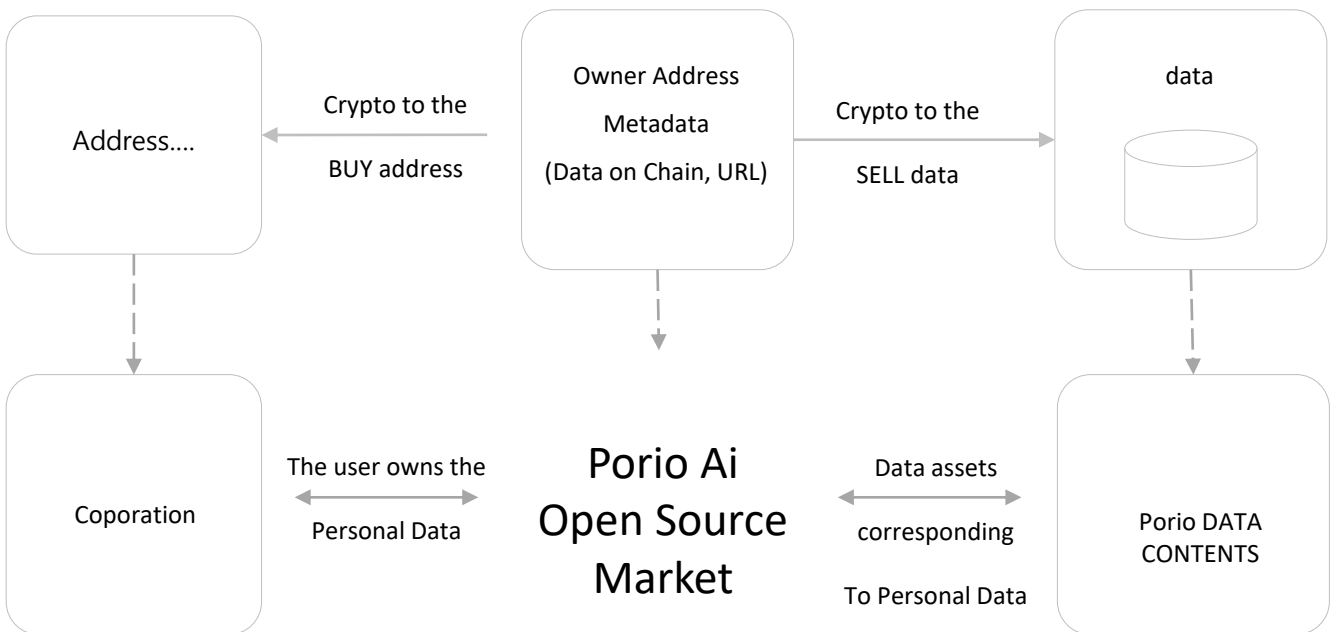 Address....
Crypto to the
BUY address
Owner Address
Metadata
(Data on Chain, URL)
Crypto to the
SELL data
data
Coporation
The user owns the
Personal Data
Porio Ai
Open Source
Market
Data assets
corresponding
To Personal Data
Porio DATA
CONTENTS